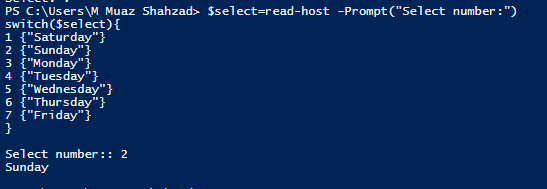 PS C:\Users\M Muaz Shahzad> $select=read-host -Prompt("Select number:")
switch($select){
1 {"Saturday"}
2 {"Sunday"}
3 {"Monday"}
4 {"Tuesday"}
5 {"Wednesday"}
6 {"Thursday"}
7 {"Friday"}
}
Select number:: 2
Sunday